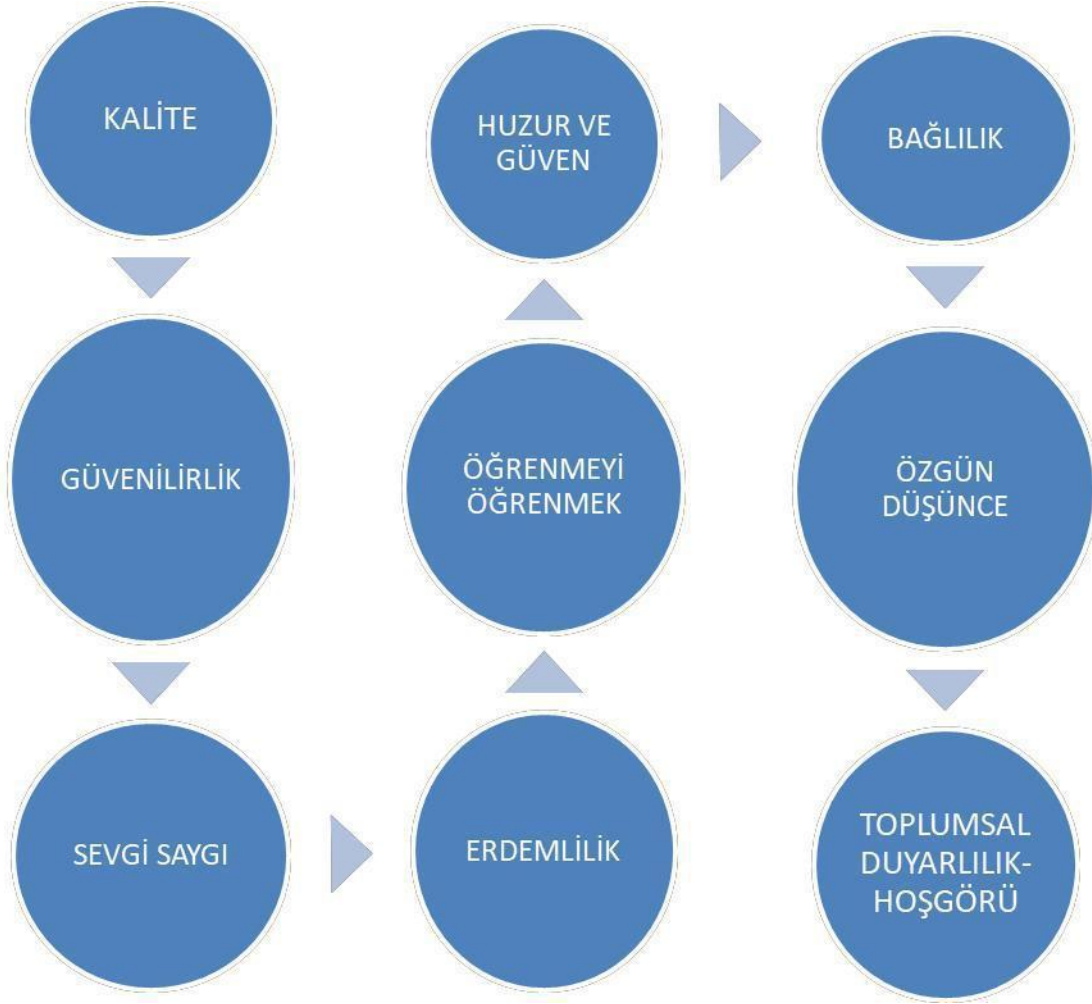 KALİTE
GÜVENİLİRLİK
SEVGİ SAYGI
ERDEMLİLİK
ÖĞRENMEYİ
ÖĞRENMEK
HUZUR VE
GÜVEN
BAĞLILIK
ÖZGÜN
DÜŞÜNCE
TOPLUMSAL
DUYARLILIK-
HOŞGÖRÜ